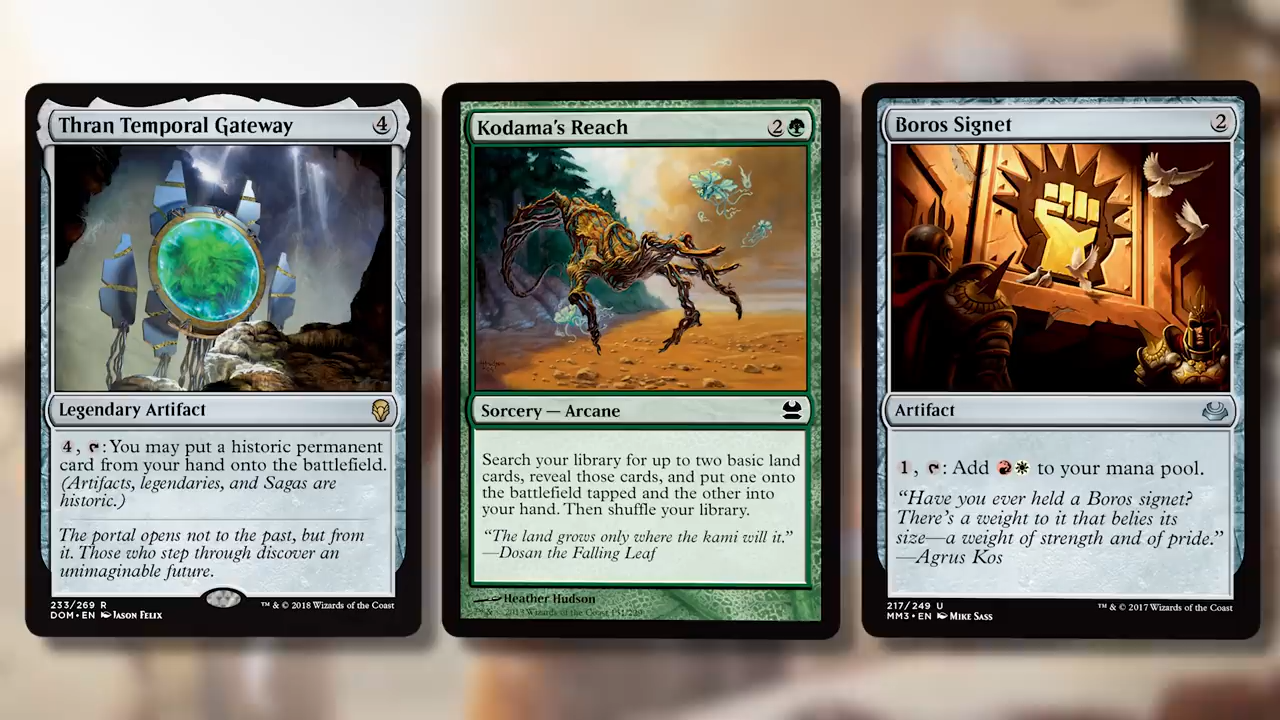 Thran Temporal Gateway 4
Legendary Artifact
4, : You may put a historic permanent
card from your hand onto the battlefield.
(Artifacts, legendaries, and Sagas are
historic.)
The portal opens not to the past, but from
it. Those who step through discover an
unimaginable future.
233/269 R
DOM • EN Jason Felix
™ & © 2018 Wizards of the Coast
Kodama's Reach 2
Sorcery — Arcane
Search your library for up to two basic land
cards, reveal those cards, and put one onto
the battlefield tapped and the other into
your hand. Then shuffle your library.
“The land grows only where the kami will it.”
—Dosan the Falling Leaf
Heather Hudson
™ & © 2013 Wizards of the Coast
Boros Signet 2
Artifact
1, : Add to your mana pool.
“Have you ever held a Boros signet?
There's a weight to it that belies its
size—a weight of strength and of pride.”
—Agrus Kos
217/249 U
MM3 • EN Mike Sass
™ & © 2017 Wizards of the Coast